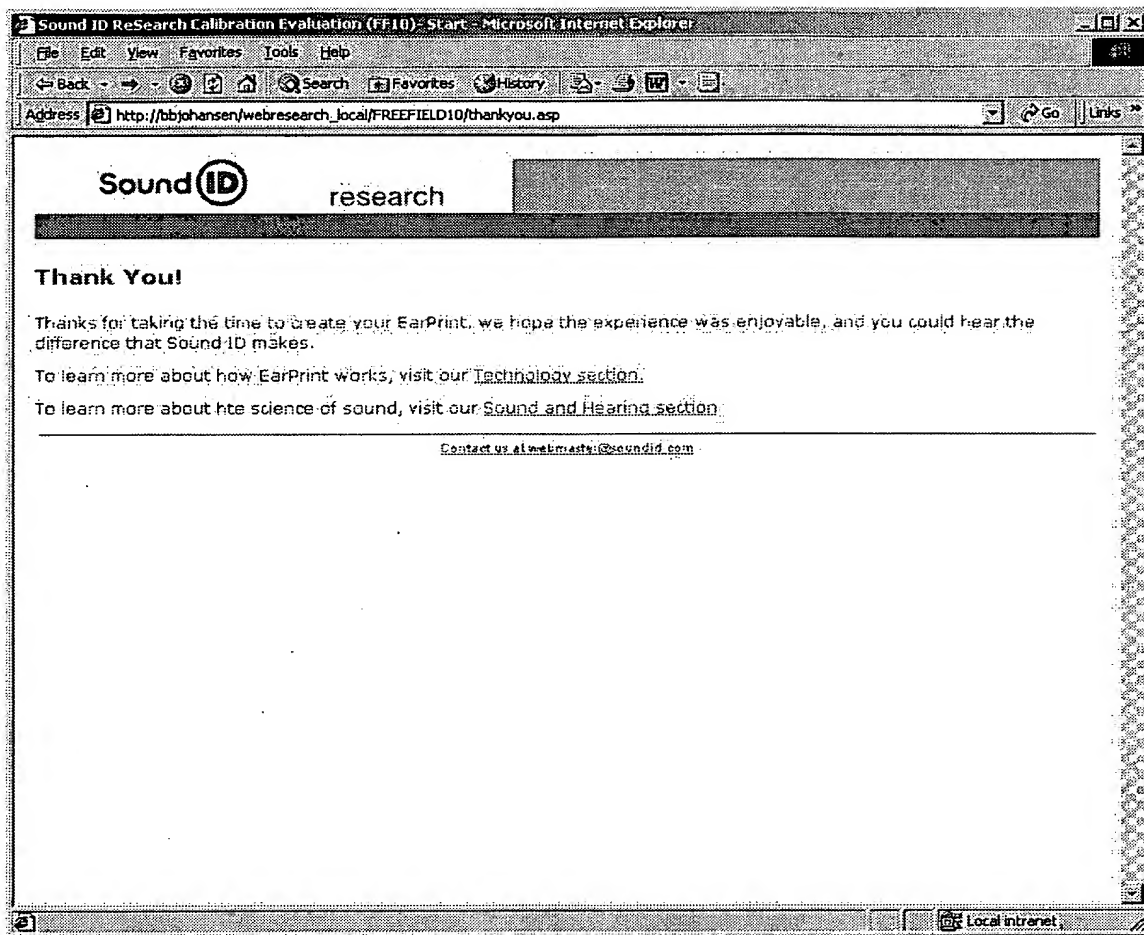 Sound ID ReSearch Calibration Evaluation (FF10)- Start - Microsoft Internet Explorer
File Edit View Favorites Tools Help
Back Search Favorites History
Address http://bbjohansen/webresearch_local/FREEFIELD10/thankyou.asp Go Links »
Sound ID research
Thank You!
Thanks for taking the time to create your EarPrint, we hope the experience was enjoyable, and you could hear the
difference that Sound ID makes.
To learn more about how EarPrint works, visit our Technology section.
To learn more about hte science of sound, visit our Sound and Hearing section
Contact us at webmaster@soundid.com
Local intranet